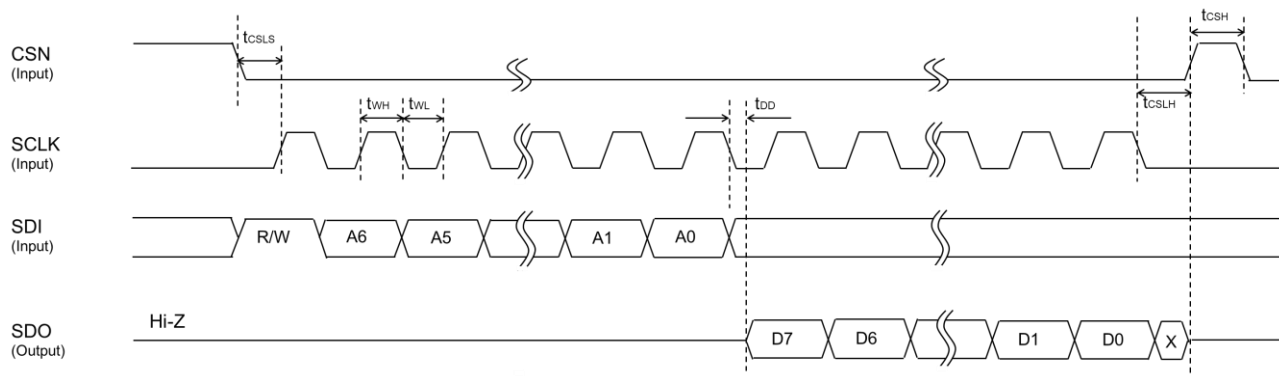 tCSH
CSN
(Input)
tCSLS
tCSLH
tWH
tWL
tDD
SCLK
(Input)
SDI
(Input)
R/W
A6
A5
A1
A0
Hi-Z
SDO
(Output)
D7
D6
D1
D0
X